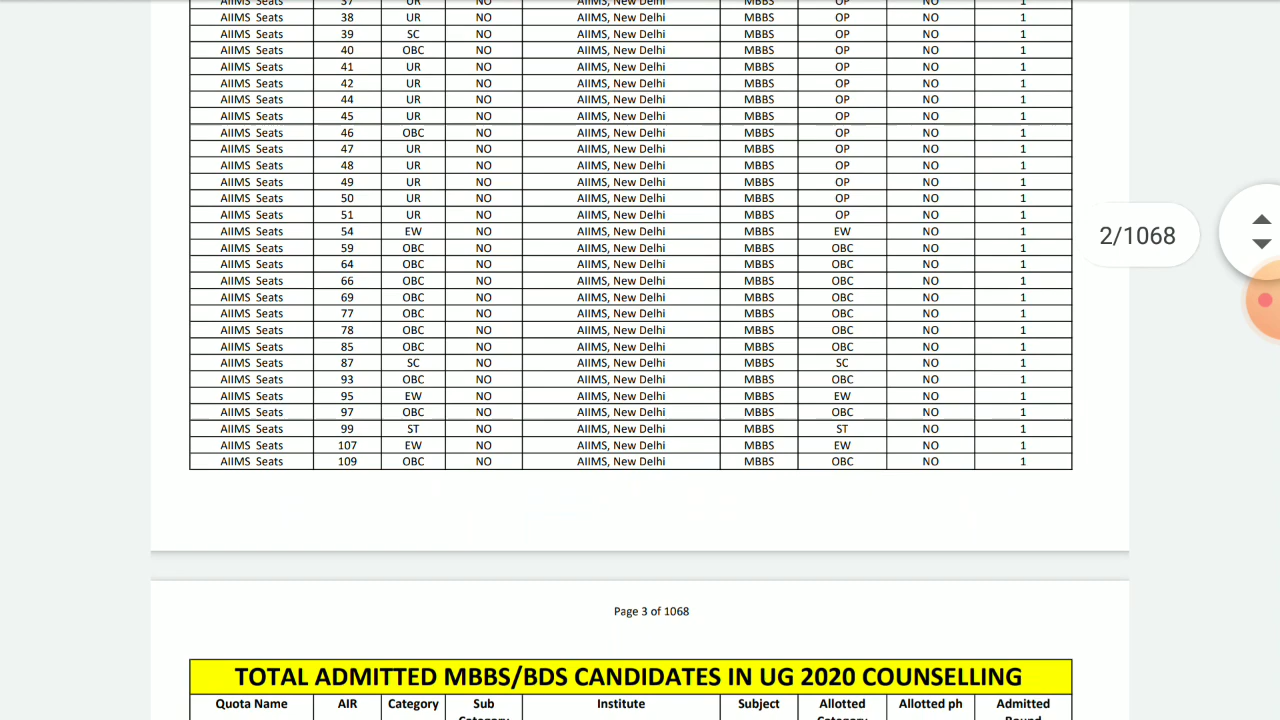 AIIMS Seats 37 UR NO AIIMS, New Delhi MBBS OP NO 1
AIIMS Seats 38 UR NO AIIMS, New Delhi MBBS OP NO 1
AIIMS Seats 39 SC NO AIIMS, New Delhi MBBS OP NO 1
AIIMS Seats 40 OBC NO AIIMS, New Delhi MBBS OP NO 1
AIIMS Seats 41 UR NO AIIMS, New Delhi MBBS OP NO 1
AIIMS Seats 42 UR NO AIIMS, New Delhi MBBS OP NO 1
AIIMS Seats 44 UR NO AIIMS, New Delhi MBBS OP NO 1
AIIMS Seats 45 UR NO AIIMS, New Delhi MBBS OP NO 1
AIIMS Seats 46 OBC NO AIIMS, New Delhi MBBS OP NO 1
AIIMS Seats 47 UR NO AIIMS, New Delhi MBBS OP NO 1
AIIMS Seats 48 UR NO AIIMS, New Delhi MBBS OP NO 1
AIIMS Seats 49 UR NO AIIMS, New Delhi MBBS OP NO 1
AIIMS Seats 50 UR NO AIIMS, New Delhi MBBS OP NO 1
AIIMS Seats 51 UR NO AIIMS, New Delhi MBBS OP NO 1
AIIMS Seats 54 EW NO AIIMS, New Delhi MBBS EW NO 1
AIIMS Seats 59 OBC NO AIIMS, New Delhi MBBS OBC NO 1
AIIMS Seats 64 OBC NO AIIMS, New Delhi MBBS OBC NO 1
AIIMS Seats 66 OBC NO AIIMS, New Delhi MBBS OBC NO 1
AIIMS Seats 69 OBC NO AIIMS, New Delhi MBBS OBC NO 1
AIIMS Seats 77 OBC NO AIIMS, New Delhi MBBS OBC NO 1
AIIMS Seats 78 OBC NO AIIMS, New Delhi MBBS OBC NO 1
AIIMS Seats 85 OBC NO AIIMS, New Delhi MBBS OBC NO 1
AIIMS Seats 87 SC NO AIIMS, New Delhi MBBS SC NO 1
AIIMS Seats 93 OBC NO AIIMS, New Delhi MBBS OBC NO 1
AIIMS Seats 95 EW NO AIIMS, New Delhi MBBS EW NO 1
AIIMS Seats 97 OBC NO AIIMS, New Delhi MBBS OBC NO 1
AIIMS Seats 99 ST NO AIIMS, New Delhi MBBS ST NO 1
AIIMS Seats 107 EW NO AIIMS, New Delhi MBBS EW NO 1
AIIMS Seats 109 OBC NO AIIMS, New Delhi MBBS OBC NO 1
2/1068
Page 3 of 1068
TOTAL ADMITTED MBBS/BDS CANDIDATES IN UG 2020 COUNSELLING
Quota Name AIR Category Sub Institute Subject Allotted Allotted ph Admitted
Category Category Round